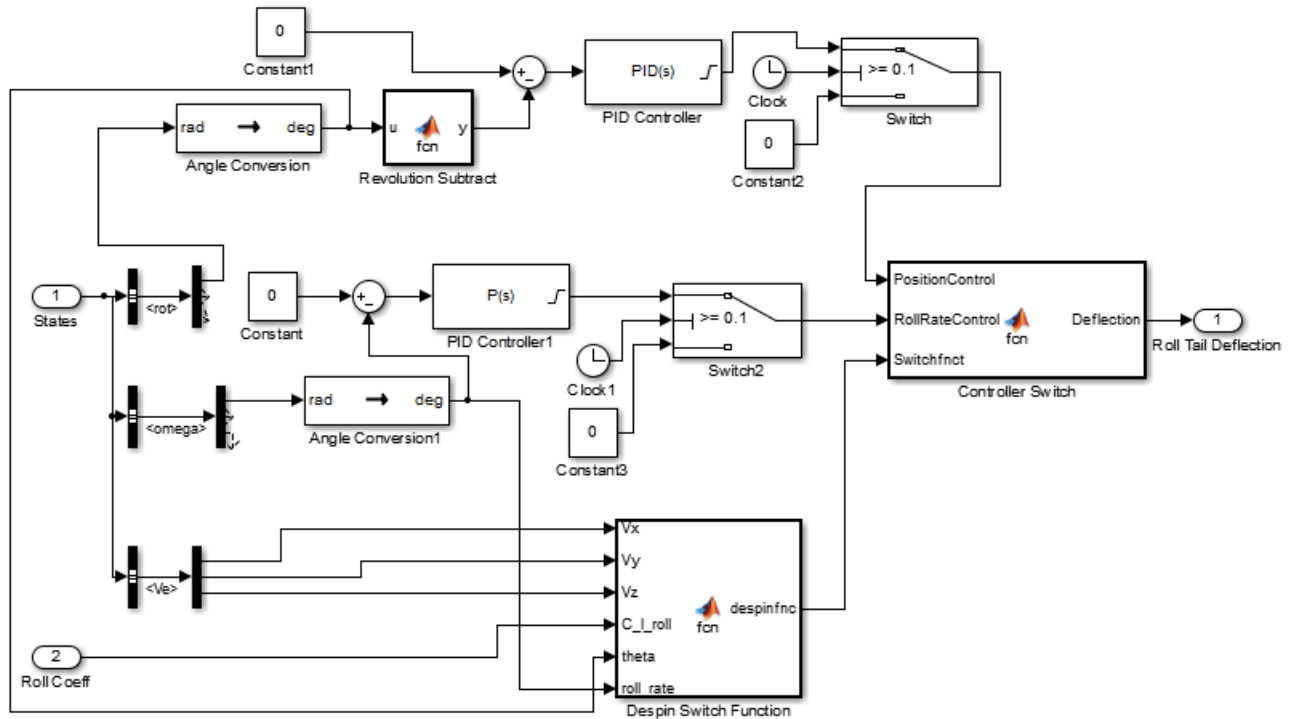 0
Constant1
rad → deg
Angle Conversion
u fcn y
Revolution Subtract
+
-
PID(s)
PID Controller
Clock
>= 0.1
Switch
0
Constant2
1
States
<rot>
0
Constant
+
-
P(s)
PID Controller1
Clock1
>= 0.1
Switch2
0
Constant3
PositionControl
RollRateControl
Switchfnct
fcn
Deflection
Controller Switch
1
Roll Tail Deflection
<omega>
rad → deg
Angle Conversion1
<Ve>
2
Roll Coeff
Vx
Vy
Vz
C_l_roll
theta
roll_rate
fcn
despinfnc
Despin Switch Function